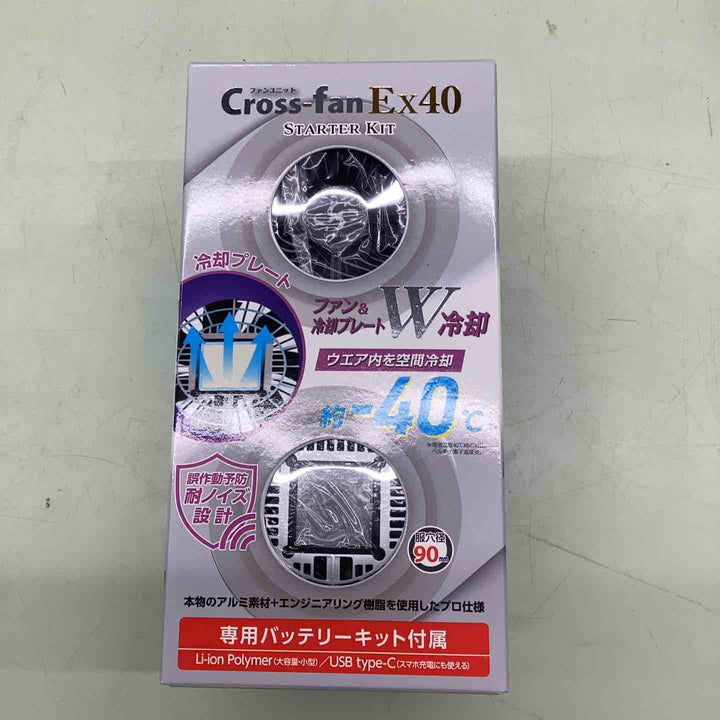 ファンユニット
Cross-fan Ex40
STARTER KIT
冷却プレート
ファン&
冷却プレート
W冷却
ウエア内を空間冷却
約-40℃
誤作動予防
耐ノイズ
設計
服穴径
90mm
本物のアルミ素材+エンジニアリング樹脂を使用したプロ仕様
専用バッテリーキット付属
Li-ion Polymer(大容量・小型)/USB type-C(スマホ充電にも使える)